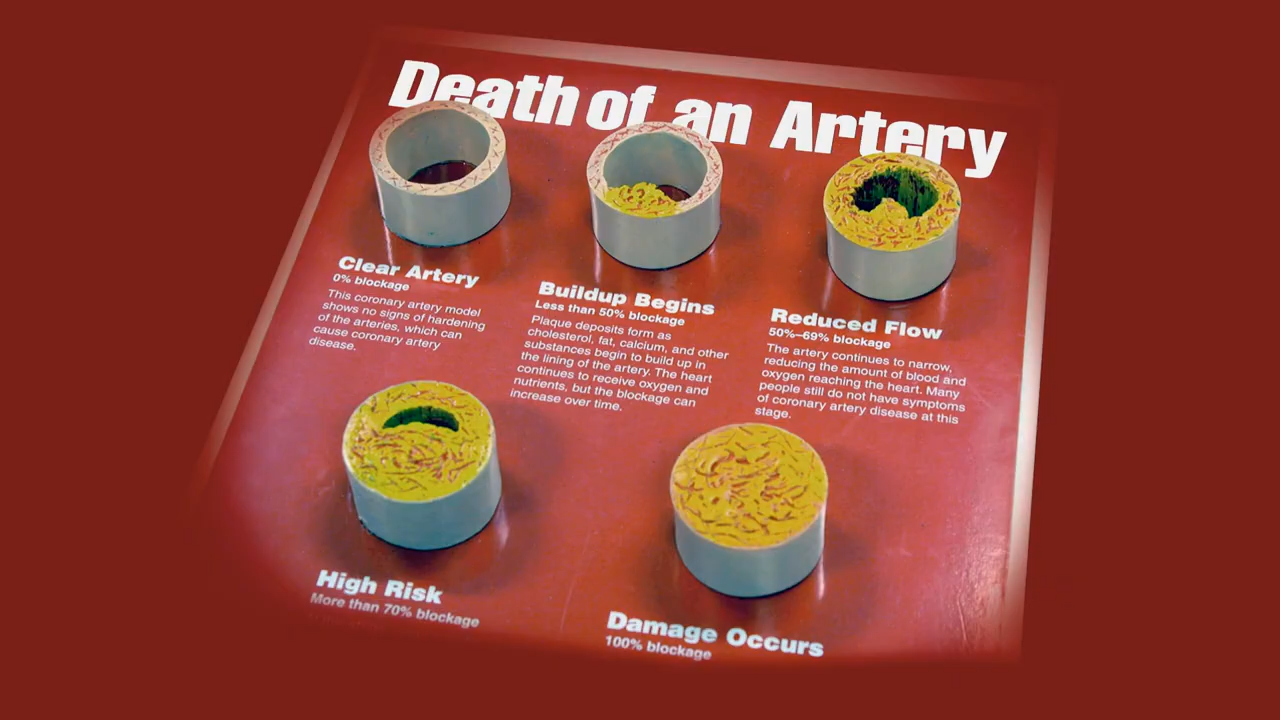 Death of an Artery
Clear Artery
0% blockage
This coronary artery model
shows no signs of hardening
of the arteries, which can
cause coronary artery
disease.
Buildup Begins
Less than 50% blockage
Plaque deposits form as
cholesterol, fat, calcium, and other
substances begin to build up in
the lining of the artery. The heart
continues to receive oxygen and
nutrients, but the blockage can
increase over time.
Reduced Flow
50%–69% blockage
The artery continues to narrow,
reducing the amount of blood and
oxygen reaching the heart. Many
people still do not have symptoms
of coronary artery disease at this
stage.
High Risk
More than 70% blockage
Damage Occurs
100% blockage